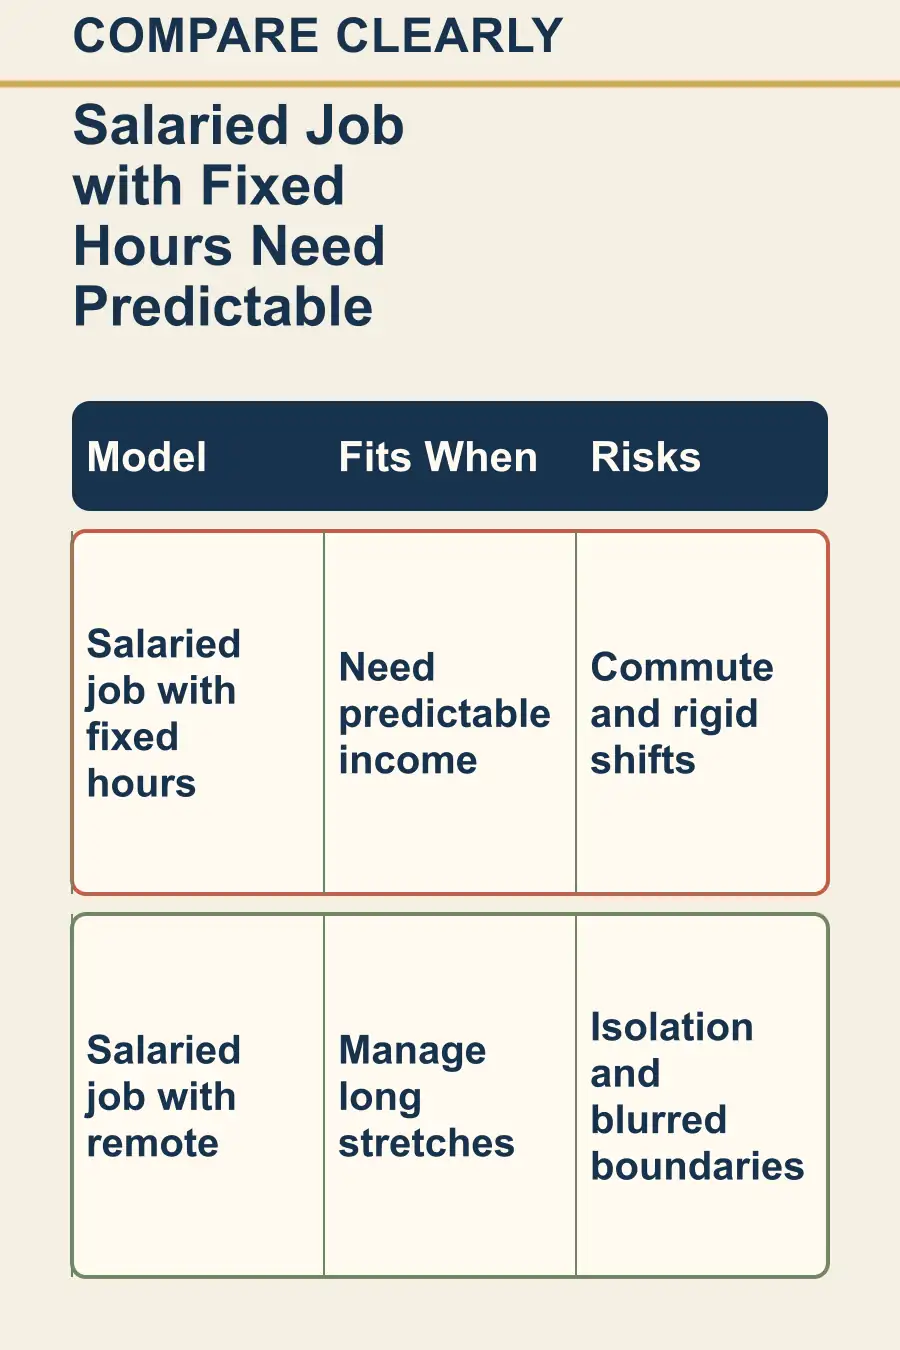 COMPARE CLEARLY
Salaried Job
with Fixed
Hours Need
Predictable
Model
Fits When
Risks
Salaried
job with
fixed
hours
Need
predictable
income
Commute
and rigid
shifts
Salaried
job with
remote
Manage
long
stretches
Isolation
and
blurred
boundaries